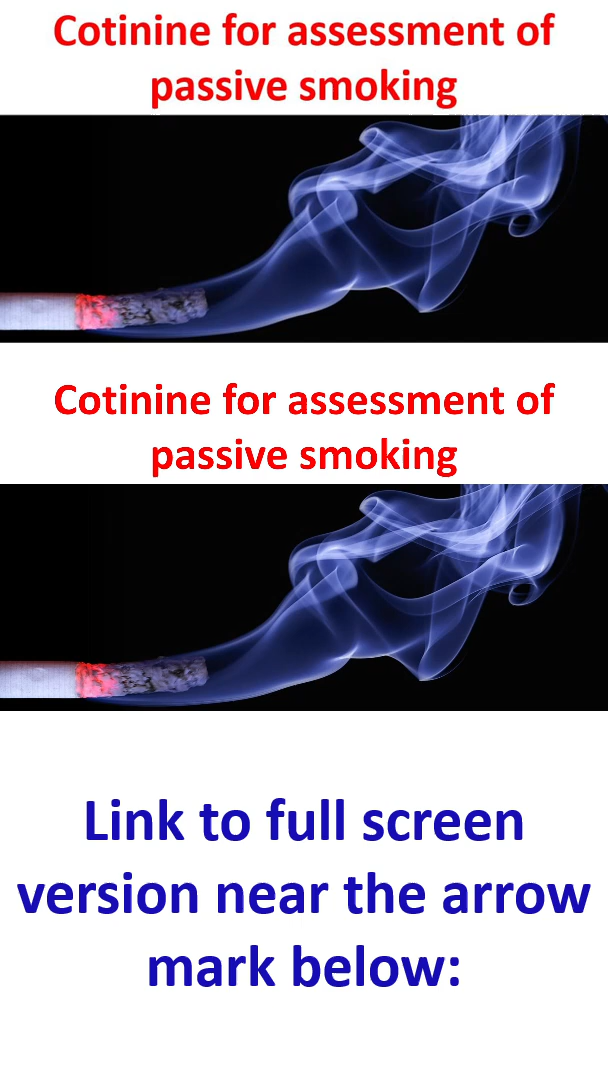 Cotinine for assessment of
passive smoking
Cotinine for assessment of
passive smoking
Link to full screen
version near the arrow
mark below: